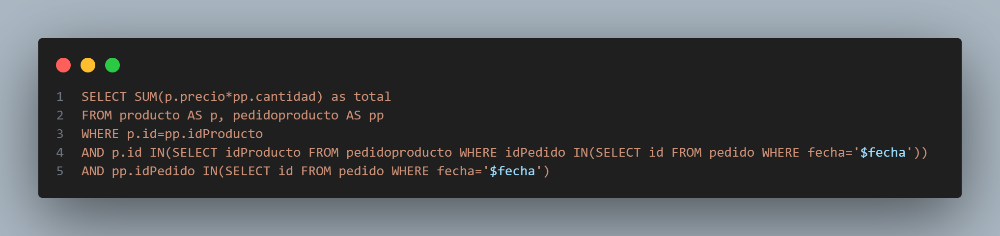 1 SELECT SUM(p.precio*pp.cantidad) as total
2 FROM producto AS p, pedidoproducto AS pp
3 WHERE p.id=pp.idProducto
4 AND p.id IN(SELECT idProducto FROM pedidoproducto WHERE idPedido IN(SELECT id FROM pedido WHERE fecha='$fecha'))
5 AND pp.idPedido IN(SELECT id FROM pedido WHERE fecha='$fecha')